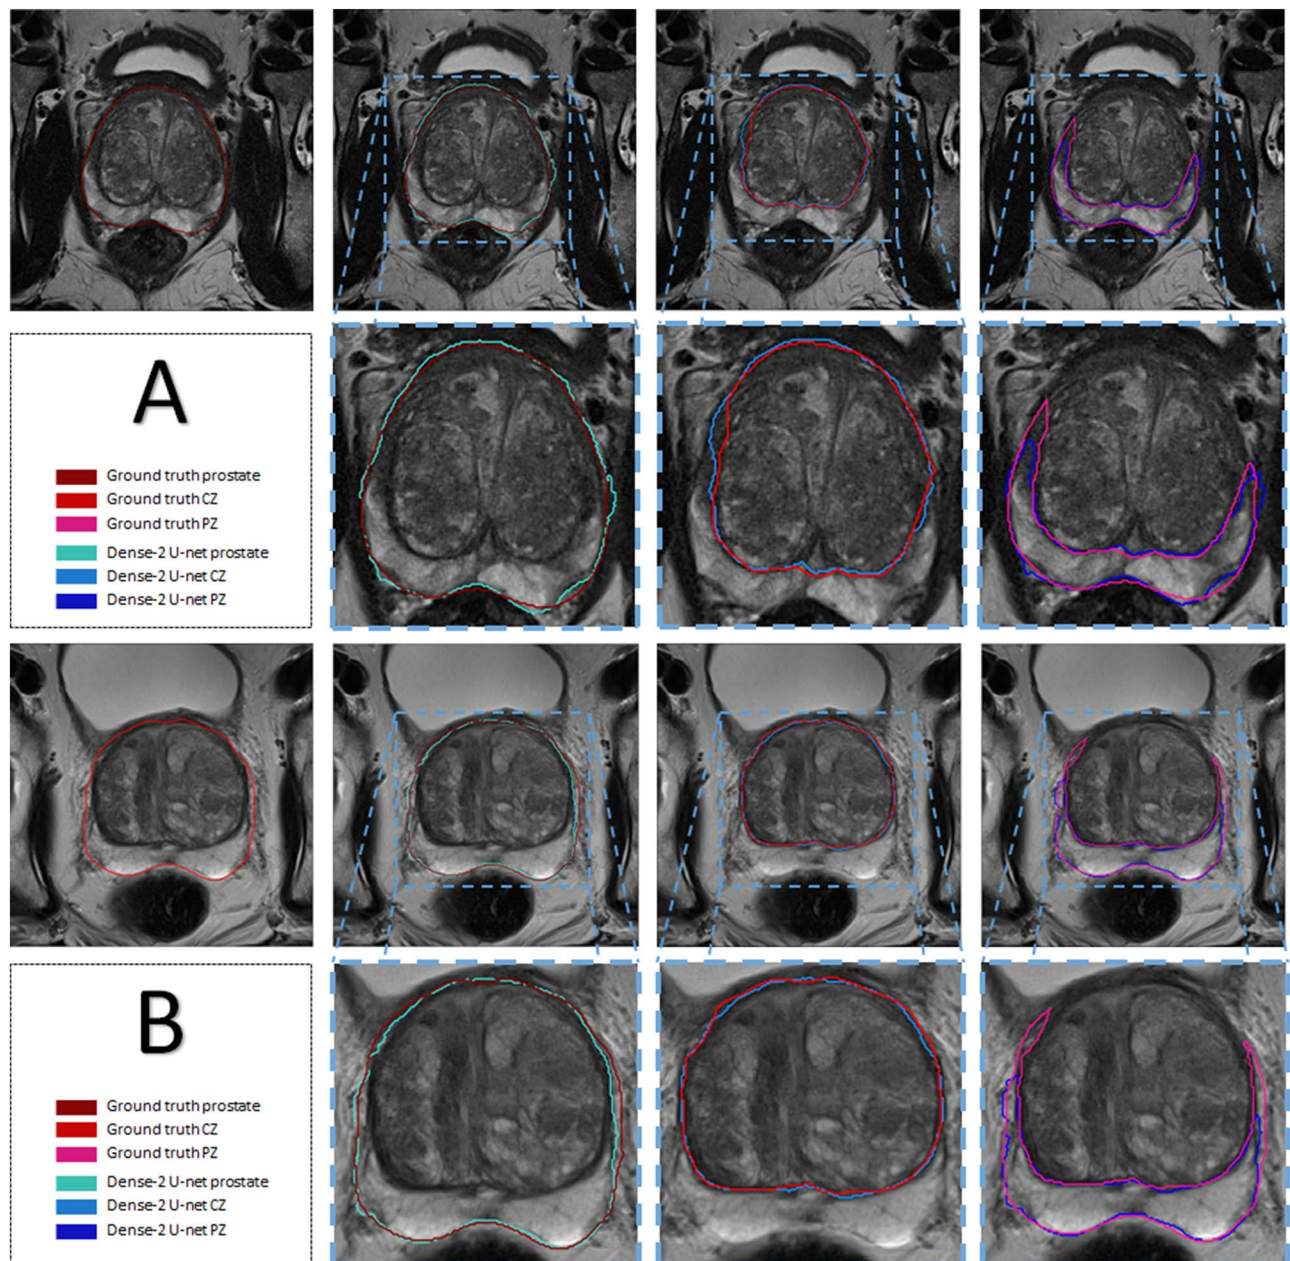 A
Ground truth prostate
Ground truth CZ
Ground truth PZ
Dense-2 U-net prostate
Dense-2 U-net CZ
Dense-2 U-net PZ
B
Ground truth prostate
Ground truth CZ
Ground truth PZ
Dense-2 U-net prostate
Dense-2 U-net CZ
Dense-2 U-net PZ